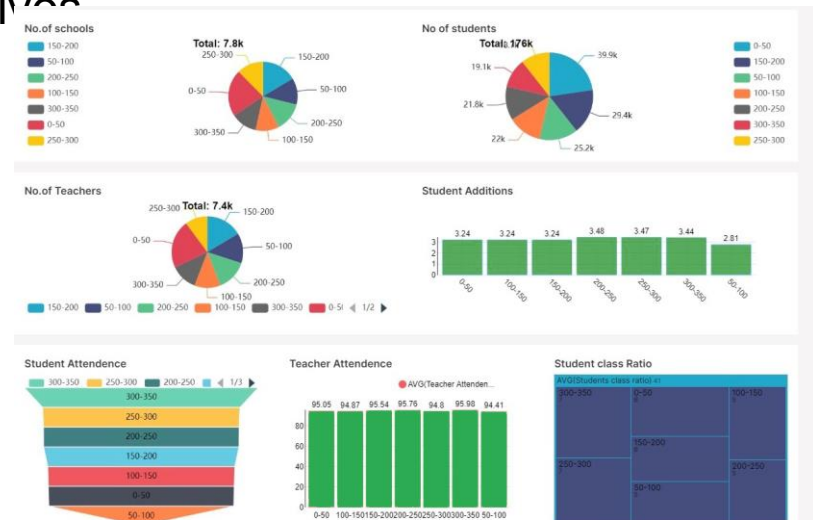 No.of schools
150-200
50-100
200-250
100-150
300-350
0-50
250-300
Total: 7.8k
250-300
150-200
0-50
50-100
200-250
300-350
100-150
No of students
Total: 176k
39.9k
19.1k
21.8k
29.4k
22k
25.2k
0-50
150-200
50-100
100-150
200-250
300-350
250-300
No.of Teachers
250-300 Total: 7.4k
150-200
0-50
50-100
200-250
300-350
100-150
150-200 50-100 200-250 100-150 300-350 0-5 1/2
Student Additions
3.24 3.24 3.24 3.48 3.47 3.44 2.81
3
2
1
0
0-50 100-150 150-200 200-250 250-300 300-350 50-100
Student Attendence
300-350 250-300 200-250 1/3
300-350
250-300
200-250
150-200
100-150
0-50
50-100
Teacher Attendence
AVG(Teacher Attenden...
95.05 94.87 95.54 95.76 94.8 95.98 94.41
80
60
40
20
0
0-50 100-150 150-200 200-250 250-300 300-350 50-100
Student class Ratio
AVG(Students class ratio)
300-350 0-50 100-150
150-200
250-300 200-250
50-100